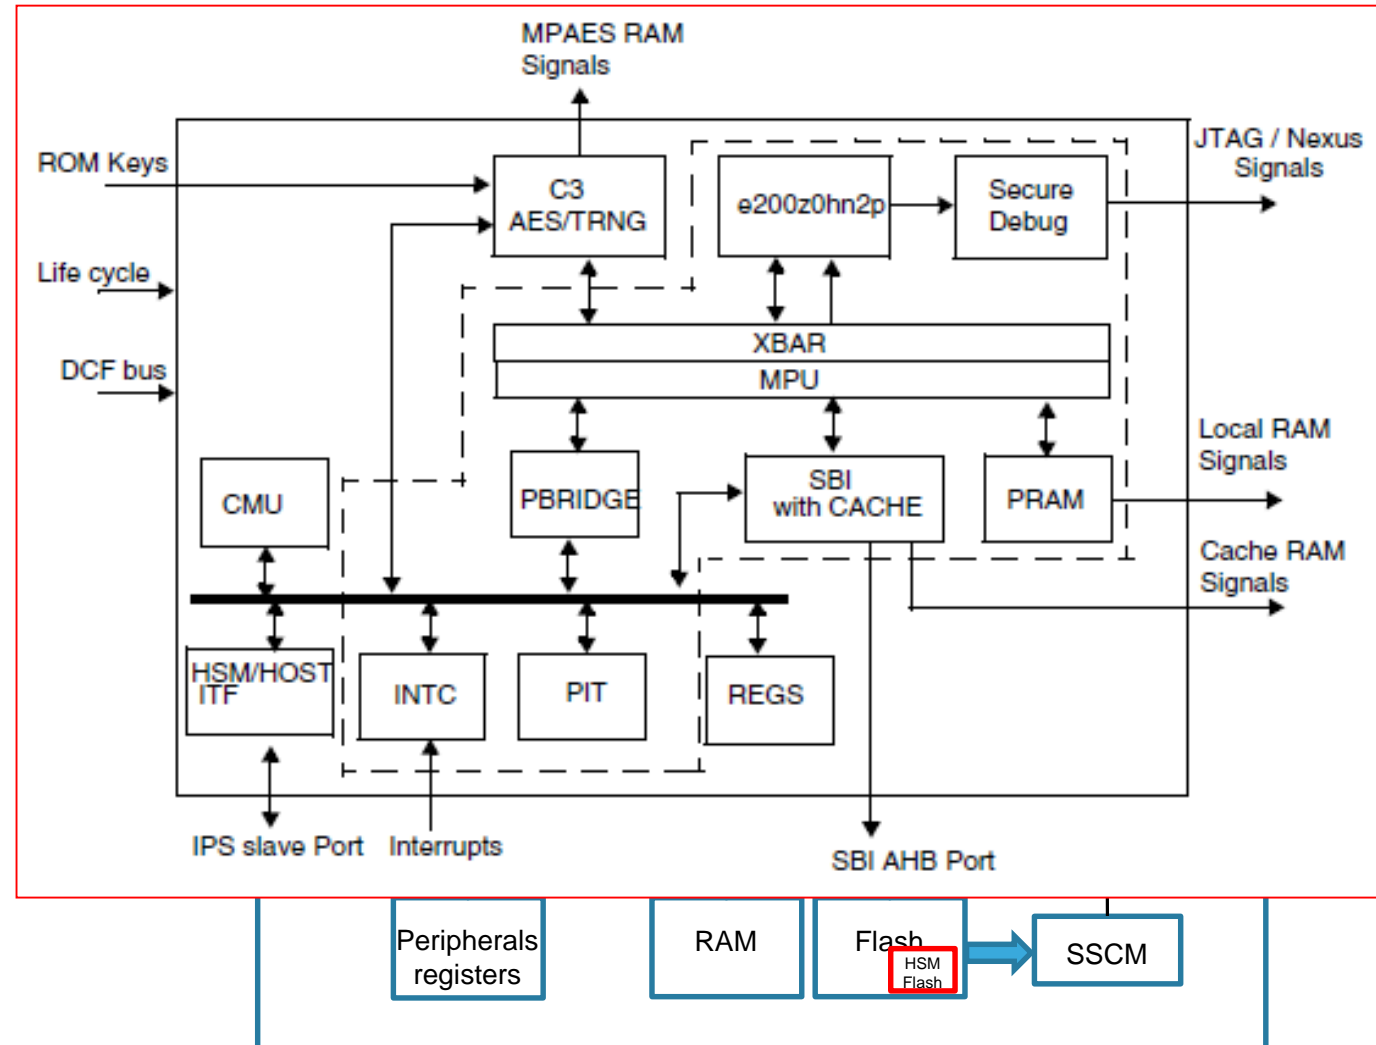 MPAES RAM
Signals
ROM Keys
C3
AES/TRNG
e200z0hn2p
Secure
Debug
JTAG / Nexus
Signals
Life cycle
XBAR
DCF bus
MPU
Local RAM
Signals
CMU
PBRIDGE
SBI
with CACHE
PRAM
Cache RAM
Signals
HSM/HOST
ITF
INTC
PIT
REGS
IPS slave Port
Interrupts
SBI AHB Port
Peripherals
registers
RAM
Flash
HSM
Flash
SSCM